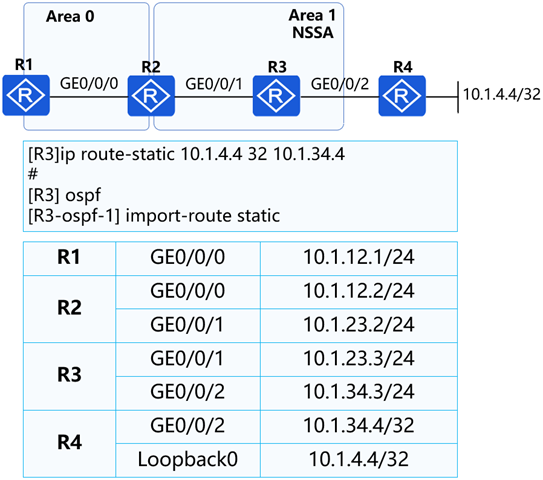 Area 0
Area 1
NSSA
R1
R2
R3
R4
GE0/0/0
GE0/0/1
GE0/0/2
10.1.4.4/32
R
R
R
R
[R3]ip route-static 10.1.4.4 32 10.1.34.4
#
[R3] ospf
[R3-ospf-1] import-route static
R1 GE0/0/0 10.1.12.1/24
R2 GE0/0/0 10.1.12.2/24
GE0/0/1 10.1.23.2/24
R3 GE0/0/1 10.1.23.3/24
GE0/0/2 10.1.34.3/24
R4 GE0/0/2 10.1.34.4/32
Loopback0 10.1.4.4/32